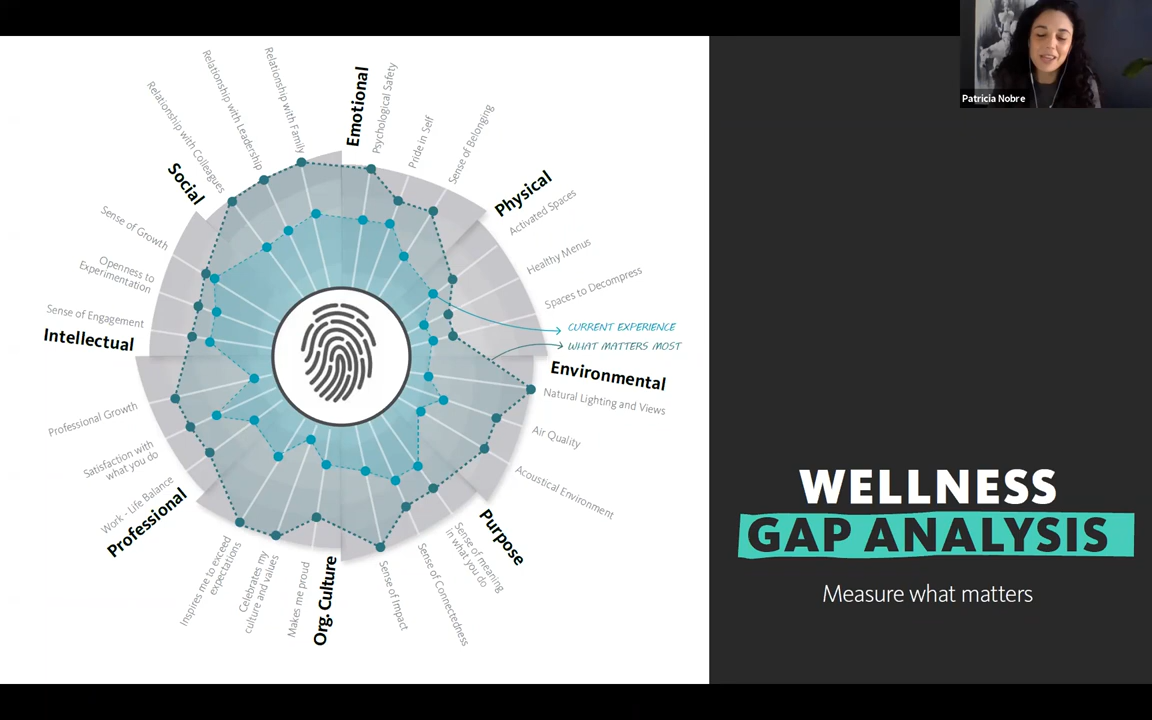 Patricia Nobre
Emotional
Psychological Safety
Pride in Self
Sense of Belonging
Physical
Activated Spaces
Healthy Menus
Spaces to Decompress
CURRENT EXPERIENCE
WHAT MATTERS MOST
Environmental
Natural Lighting and Views
Air Quality
Acoustical Environment
Purpose
Sense of meaning
in what you do
Sense of Connectedness
Sense of Impact
Org. Culture
Makes me proud
Celebrates my
culture and values
Inspires me to exceed
expectations
Professional
Work - Life Balance
Satisfaction with
what you do
Professional Growth
Intellectual
Sense of Engagement
Openness to
Experimentation
Sense of Growth
Social
Relationship with Colleagues
Relationship with Leadership
Relationship with Family
WELLNESS
GAP ANALYSIS
Measure what matters